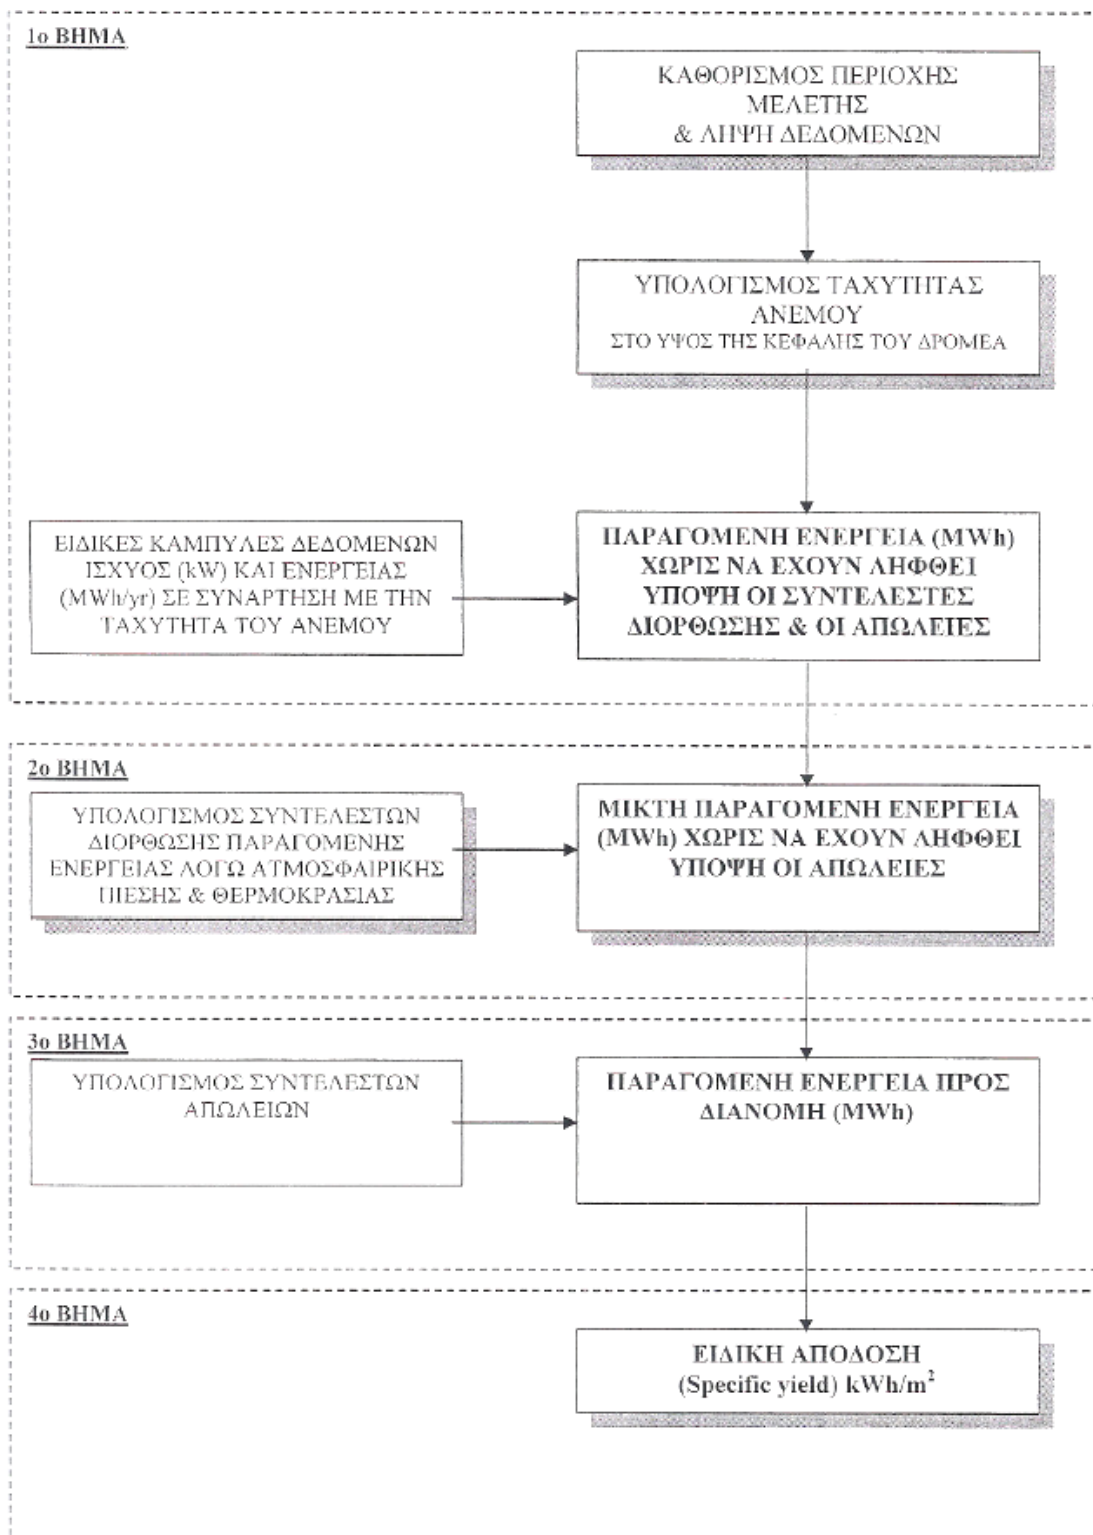 1ο ΒΗΜΑ
ΚΑΘΟΡΙΣΜΟΣ ΠΕΡΙΟΧΗΣ
ΜΕΛΕΤΗΣ
& ΛΗΨΗ ΔΕΔΟΜΕΝΩΝ
ΥΠΟΛΟΓΙΣΜΟΣ ΤΑΧΥΤΗΤΑΣ
ΑΝΕΜΟΥ
ΣΤΟ ΥΨΟΣ ΤΗΣ ΚΕΦΑΛΗΣ ΤΟΥ ΔΡΟΜΕΑ
ΕΙΔΙΚΕΣ ΚΑΜΠΥΛΕΣ ΔΕΔΟΜΕΝΩΝ
ΙΣΧΥΟΣ (kW) ΚΑΙ ΕΝΕΡΓΕΙΑΣ
(MWh/yr) ΣΕ ΣΥΝΑΡΤΗΣΗ ΜΕ ΤΗΝ
ΤΑΧΥΤΗΤΑ ΤΟΥ ΑΝΕΜΟΥ
ΠΑΡΑΓΟΜΕΝΗ ΕΝΕΡΓΕΙΑ (MWh)
ΧΩΡΙΣ ΝΑ ΕΧΟΥΝ ΛΗΦΘΕΙ
ΥΠΟΨΗ ΟΙ ΣΥΝΤΕΛΕΣΤΕΣ
ΔΙΟΡΘΩΣΗΣ & ΟΙ ΑΠΩΛΕΙΕΣ
2ο ΒΗΜΑ
ΥΠΟΛΟΓΙΣΜΟΣ ΣΥΝΤΕΛΕΣΤΩΝ
ΔΙΟΡΘΩΣΗΣ ΠΑΡΑΓΟΜΕΝΗΣ
ΕΝΕΡΓΕΙΑΣ ΛΟΓΩ ΑΤΜΟΣΦΑΙΡΙΚΗΣ
ΠΙΕΣΗΣ & ΘΕΡΜΟΚΡΑΣΙΑΣ
ΜΙΚΤΗ ΠΑΡΑΓΟΜΕΝΗ ΕΝΕΡΓΕΙΑ
(MWh) ΧΩΡΙΣ ΝΑ ΕΧΟΥΝ ΛΗΦΘΕΙ
ΥΠΟΨΗ ΟΙ ΑΠΩΛΕΙΕΣ
3ο ΒΗΜΑ
ΥΠΟΛΟΓΙΣΜΟΣ ΣΥΝΤΕΛΕΣΤΩΝ
ΑΠΩΛΕΙΩΝ
ΠΑΡΑΓΟΜΕΝΗ ΕΝΕΡΓΕΙΑ ΠΡΟΣ
ΔΙΑΝΟΜΗ (MWh)
4ο ΒΗΜΑ
ΕΙΔΙΚΗ ΑΠΟΔΟΣΗ
(Specific yield) kWh/m²